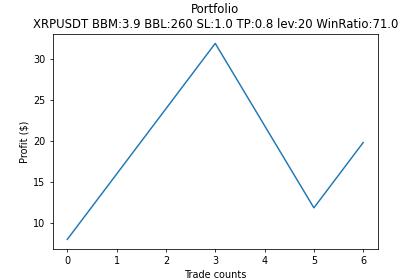 Portfolio
XRPUSDT BBM:3.9 BBL:260 SL:1.0 TP:0.8 lev:20 WinRatio:71.0
30
25
20
15
10
Profit ($)
0 1 2 3 4 5 6
Trade counts